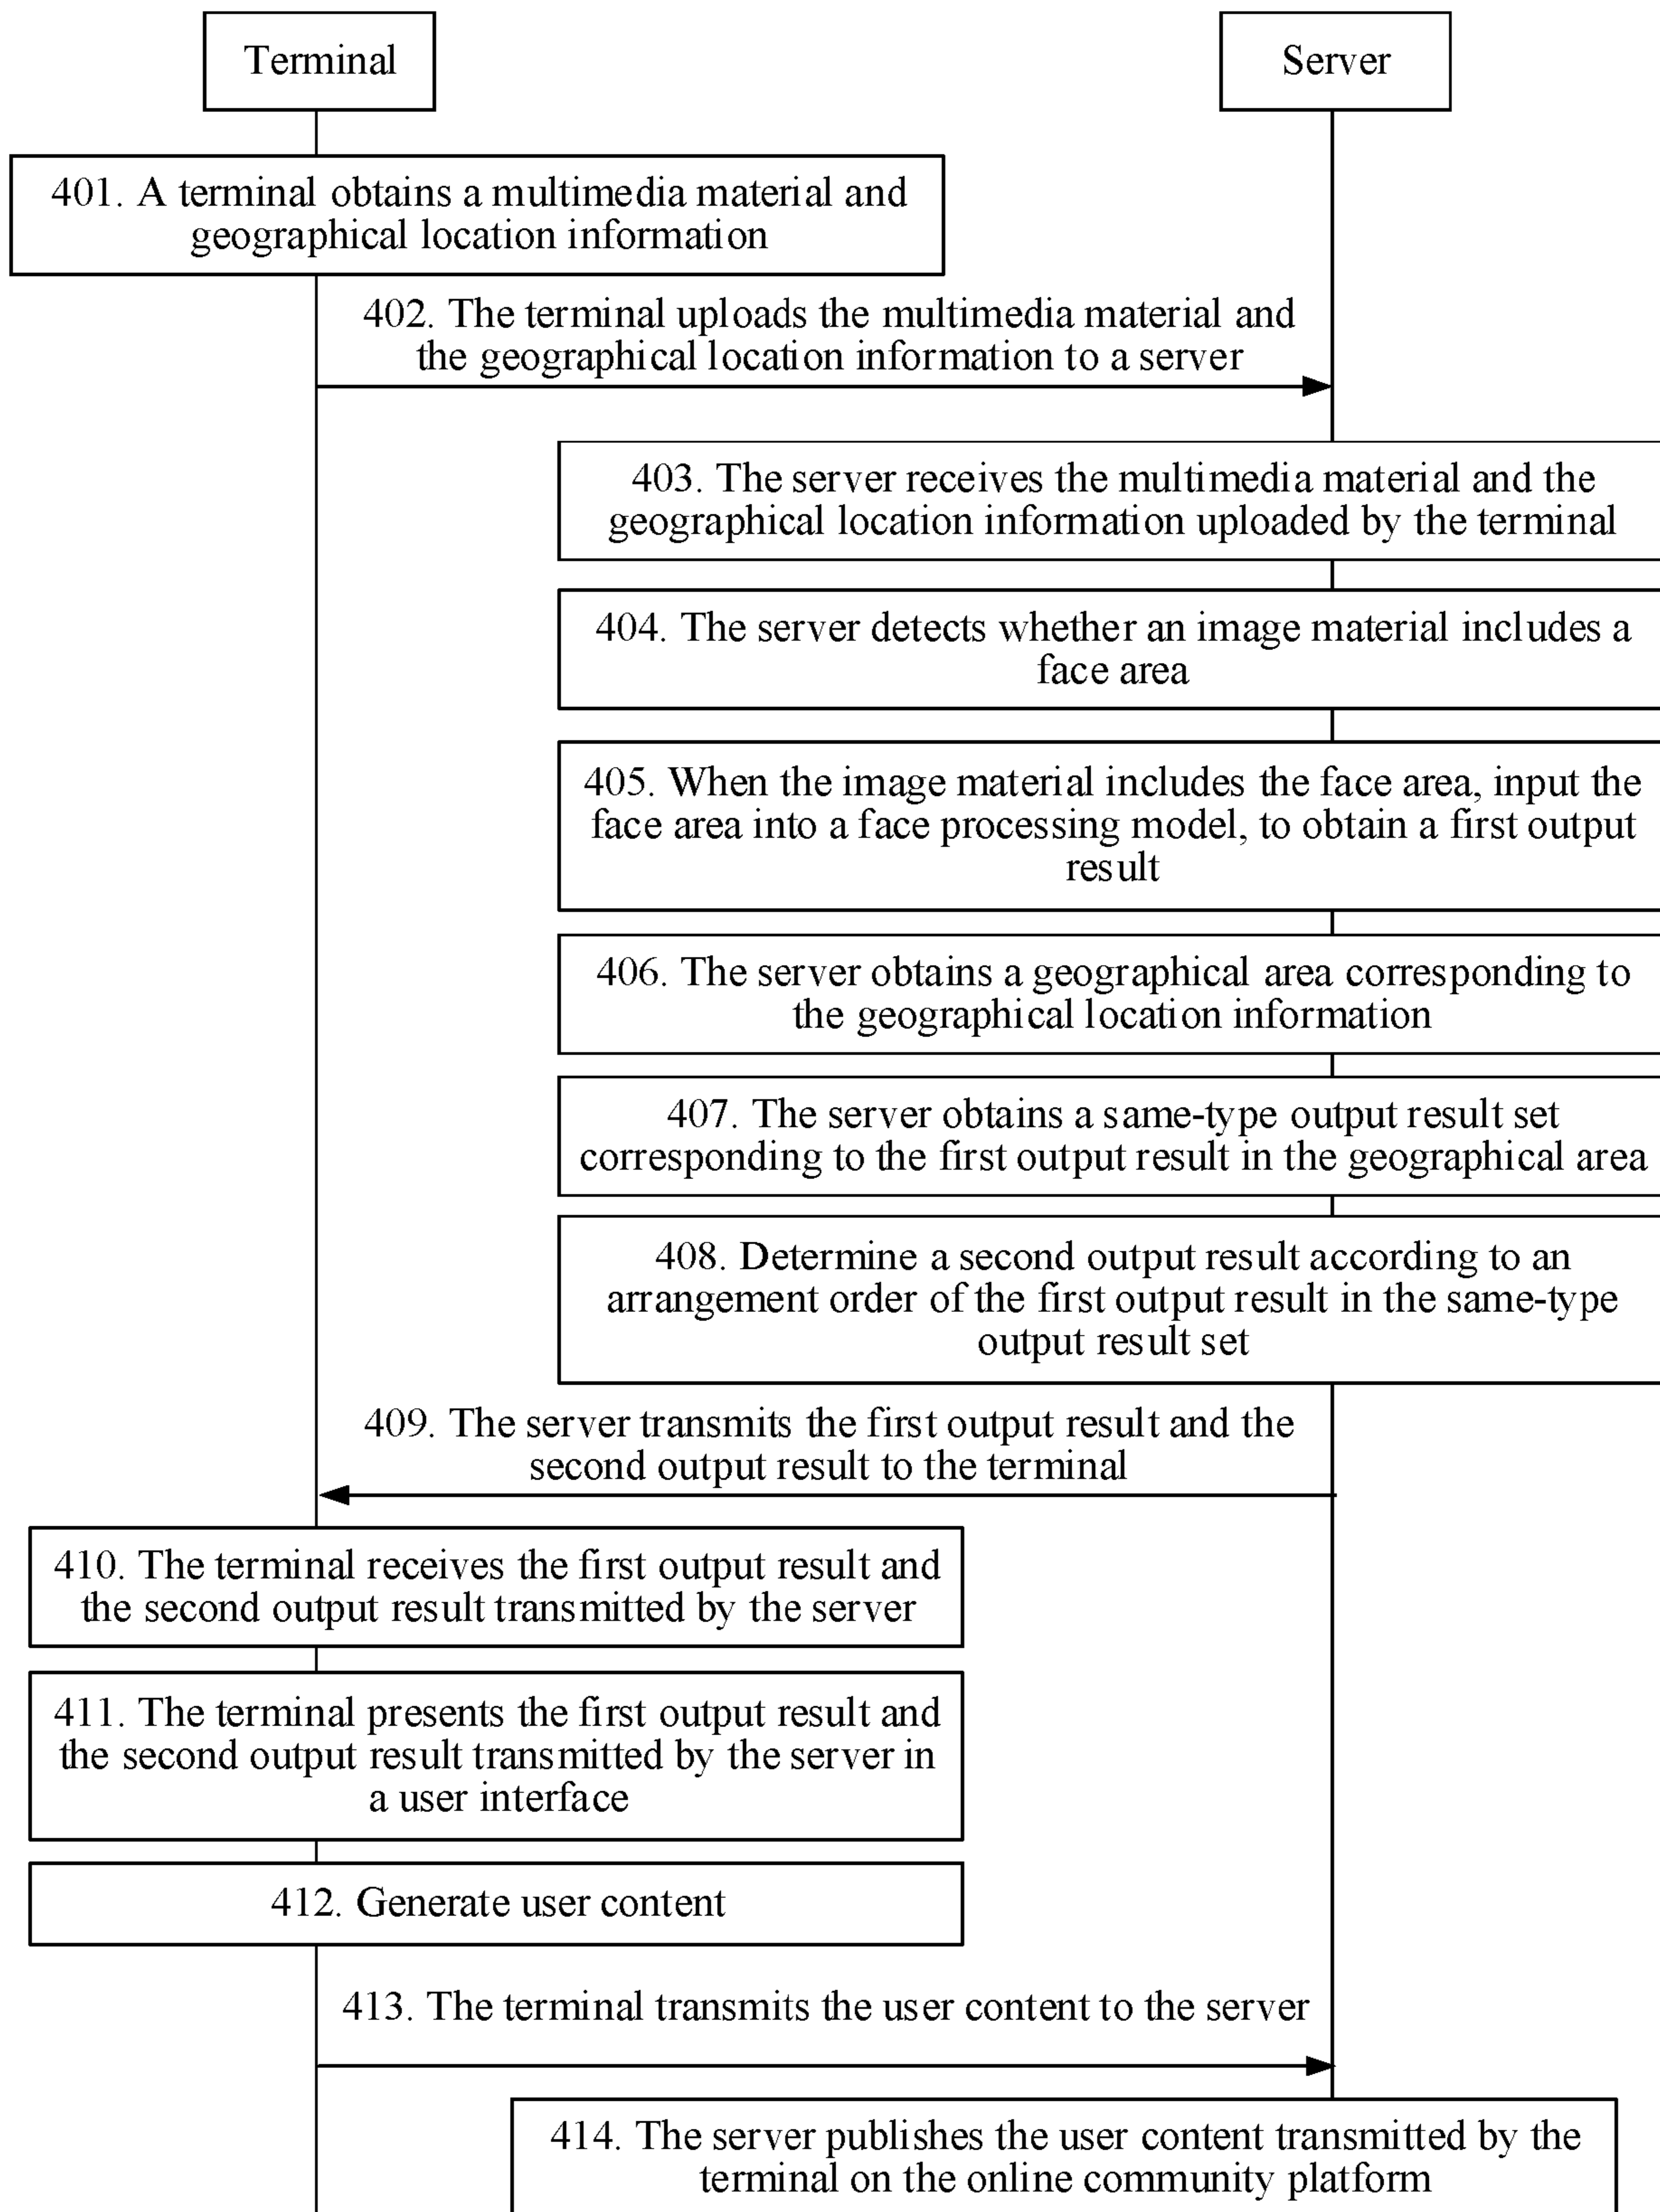 Terminal
Server
401. A terminal obtains a multimedia material and
geographical location information
402. The terminal uploads the multimedia material and
the geographical location information to a server
403. The server receives the multimedia material and the
geographical location information uploaded by the terminal
404. The server detects whether an image material includes a
face area
405. When the image material includes the face area, input the
face area into a face processing model, to obtain a first output
result
406. The server obtains a geographical area corresponding to
the geographical location information
407. The server obtains a same-type output result set
corresponding to the first output result in the geographical area
408. Determine a second output result according to an
arrangement order of the first output result in the same-type
output result set
409. The server transmits the first output result and the
second output result to the terminal
410. The terminal receives the first output result and
the second output result transmitted by the server
411. The terminal presents the first output result and
the second output result transmitted by the server in
a user interface
412. Generate user content
413. The terminal transmits the user content to the server
414. The server publishes the user content transmitted by the
terminal on the online community platform